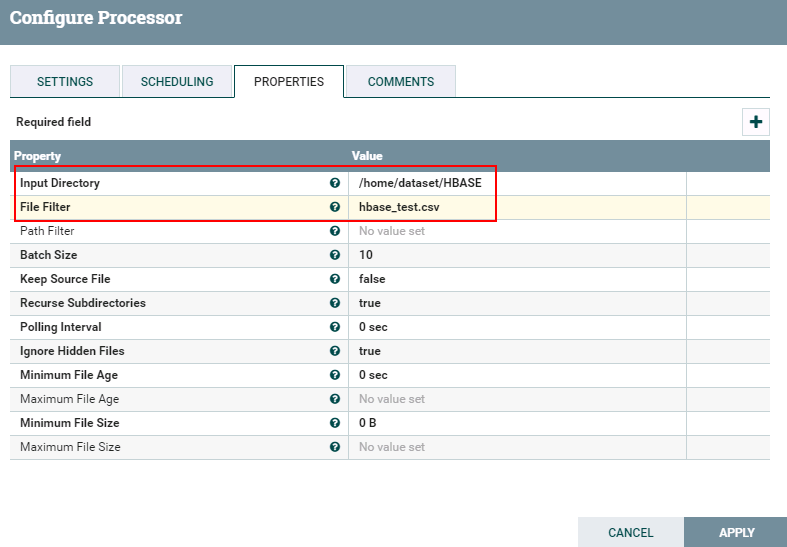 Configure Processor
SETTINGS SCHEDULING PROPERTIES COMMENTS
Required field
Property Value
Input Directory /home/dataset/HBASE
File Filter hbase_test.csv
Path Filter No value set
Batch Size 10
Keep Source File false
Recurse Subdirectories true
Polling Interval 0 sec
Ignore Hidden Files true
Minimum File Age 0 sec
Maximum File Age No value set
Minimum File Size 0 B
Maximum File Size No value set
CANCEL APPLY